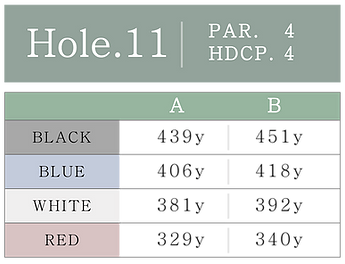 Hole.11
PAR. 4
HDCP. 4
A B
BLACK 439y 451y
BLUE 406y 418y
WHITE 381y 392y
RED 329y 340y